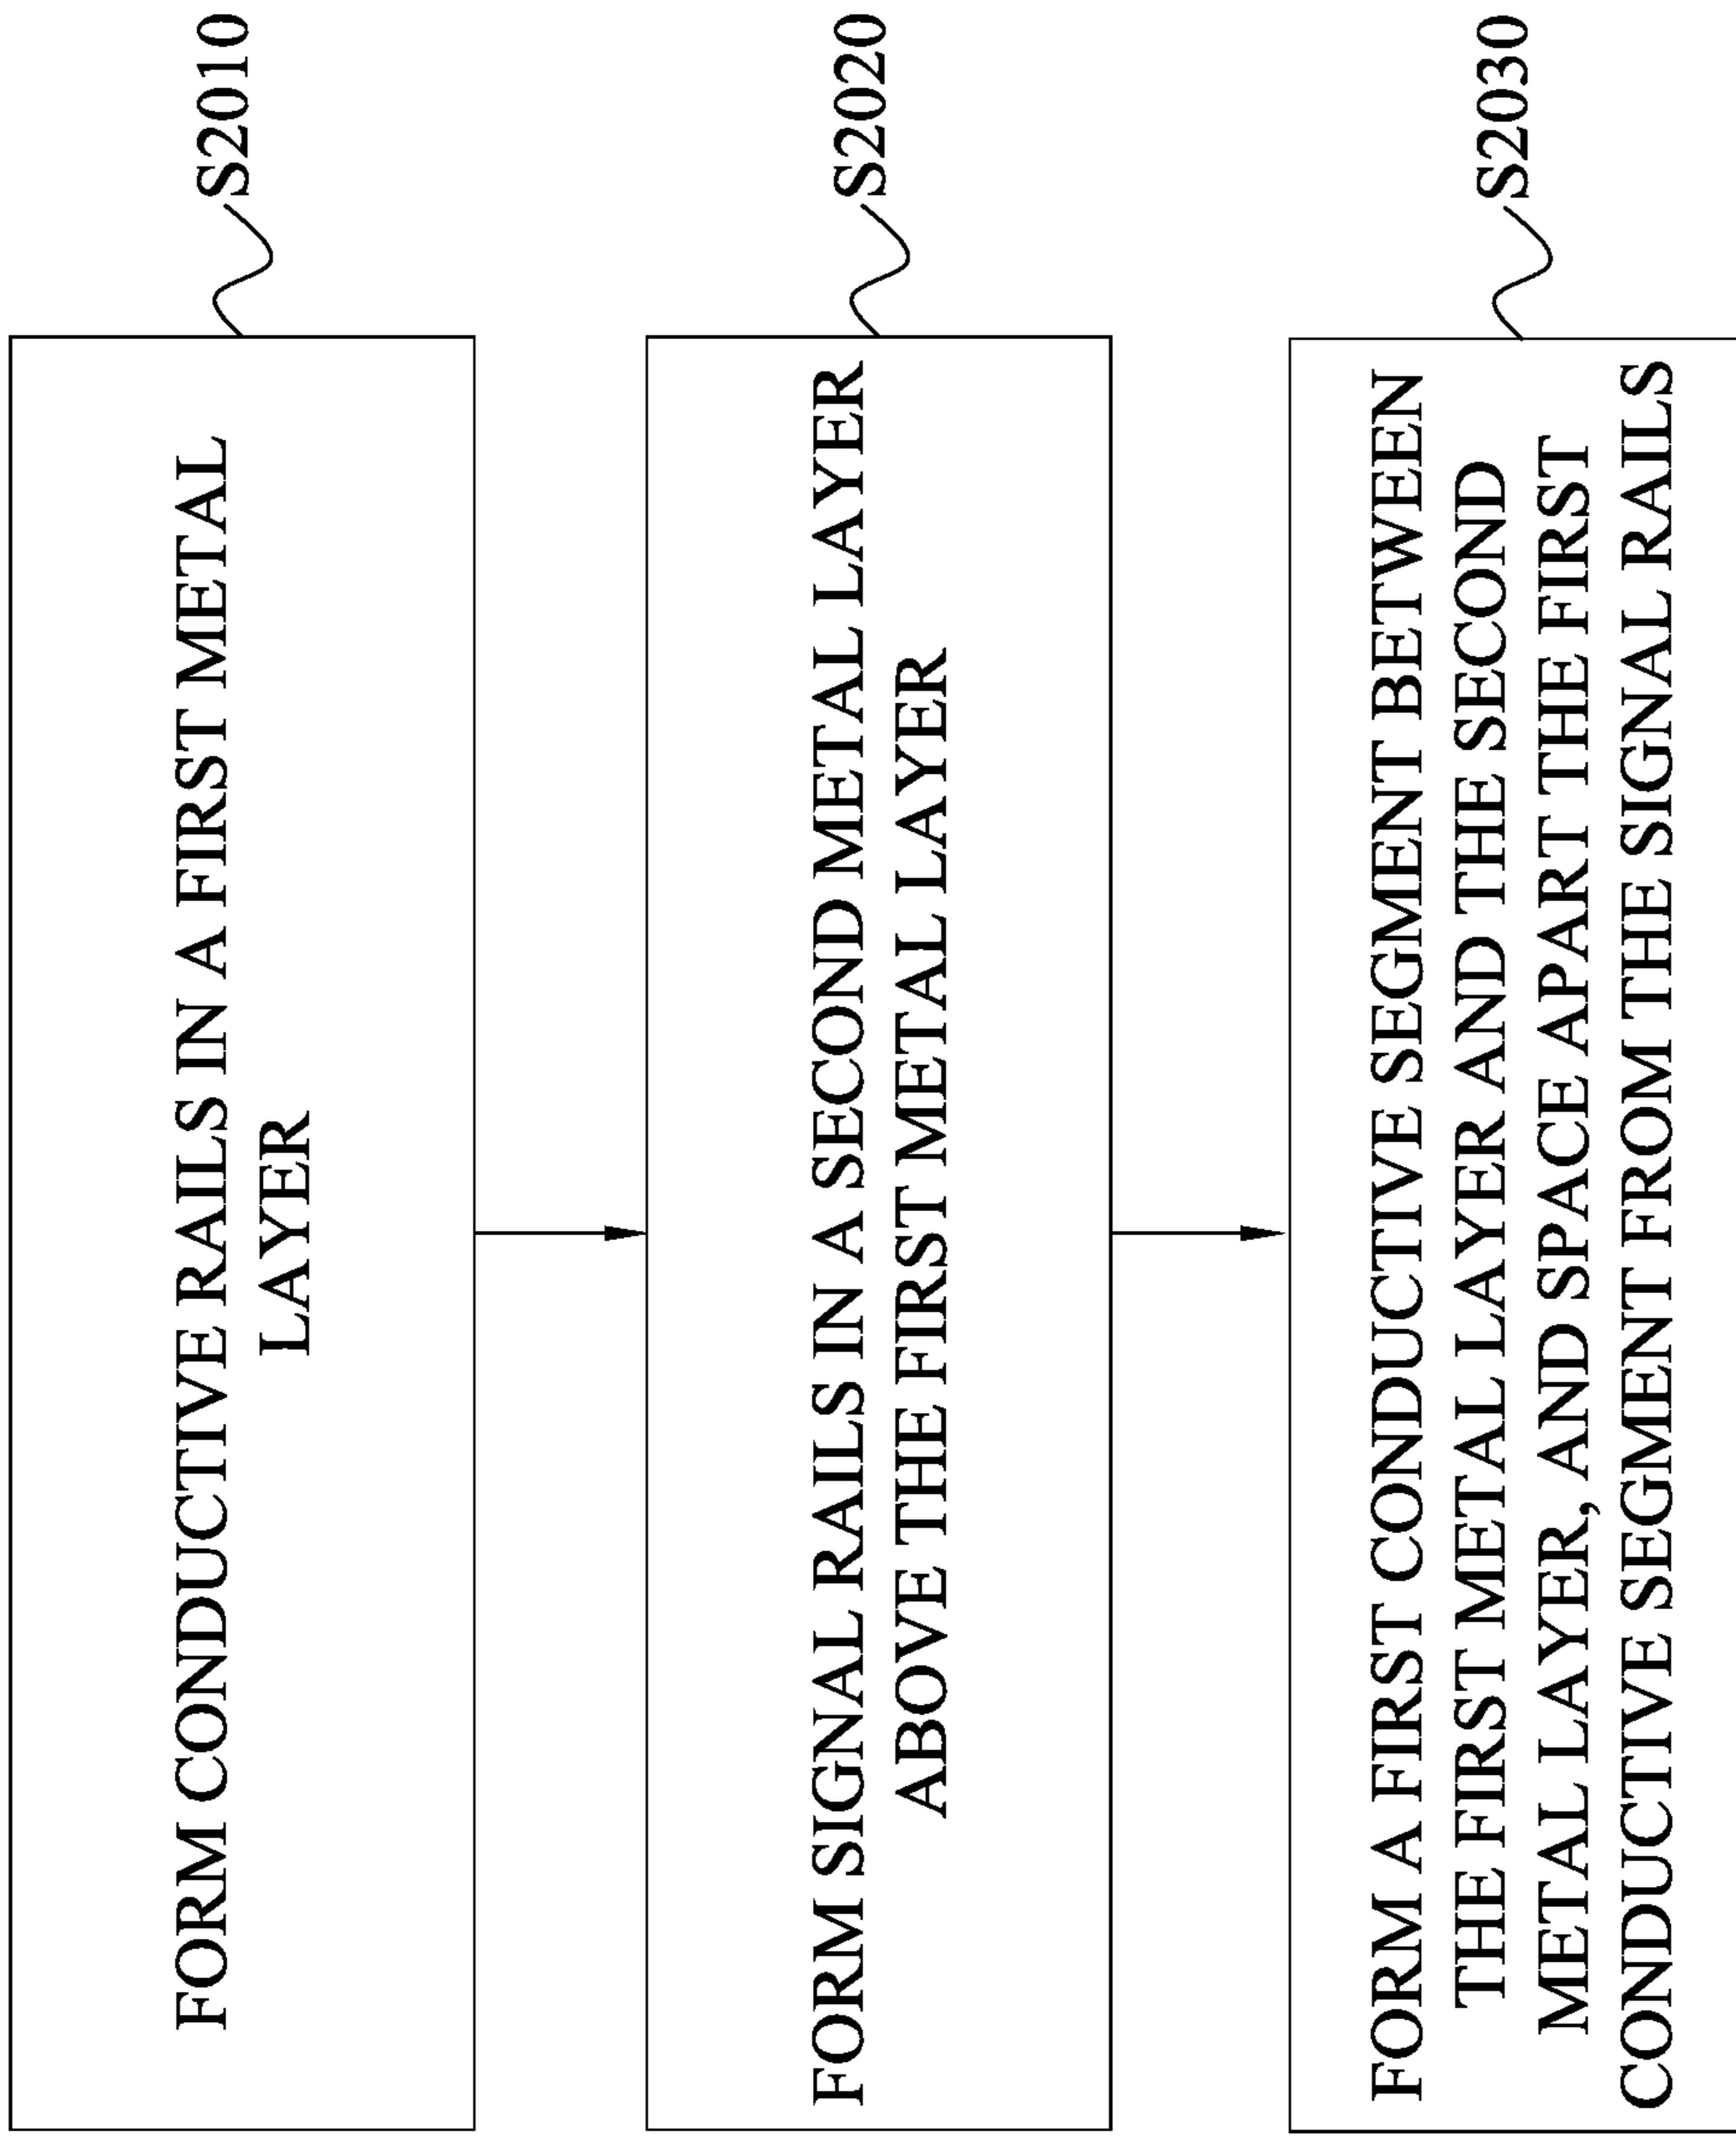 FORM CONDUCTIVE RAILS IN A FIRST METAL
LAYER
S2010
FORM SIGNAL RAILS IN A SECOND METAL LAYER
ABOVE THE FIRST METAL LAYER
S2020
FORM A FIRST CONDUCTIVE SEGMENT BETWEEN
THE FIRST METAL LAYER AND THE SECOND
METAL LAYER, AND SPACE APART THE FIRST
CONDUCTIVE SEGMENT FROM THE SIGNAL RAILS
S2030